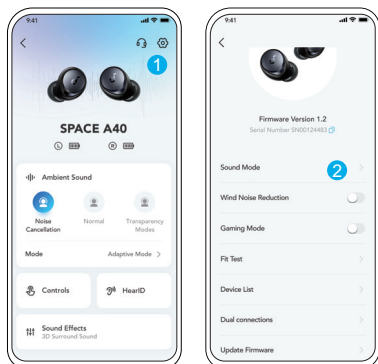 9:41
1
SPACE A40
L R
Ambient Sound
Noise Cancellation
Normal
Transparency Modes
Mode Adaptive Mode >
Controls
HearID
Sound Effects
3D Surround Sound
9:41
Firmware Version 1.2
Serial Number SN00124483
Sound Mode 2 >
Wind Noise Reduction
Gaming Mode
Fit Test >
Device List >
Dual connections >
Update Firmware >